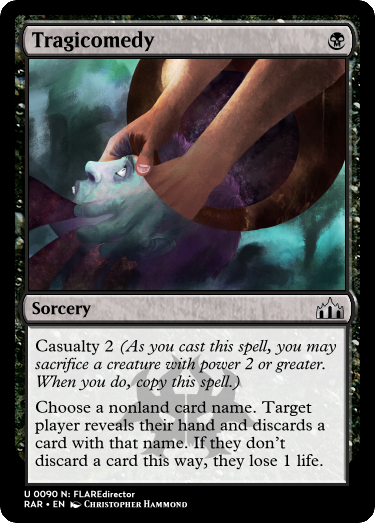 Tragicomedy
Sorcery
Casualty 2 (As you cast this spell, you may
sacrifice a creature with power 2 or greater.
When you do, copy this spell.)
Choose a nonland card name. Target
player reveals their hand and discards a
card with that name. If they don’t
discard a card this way, they lose 1 life.
U 0090 N: FLAREdirector
RAR • EN Christopher Hammond